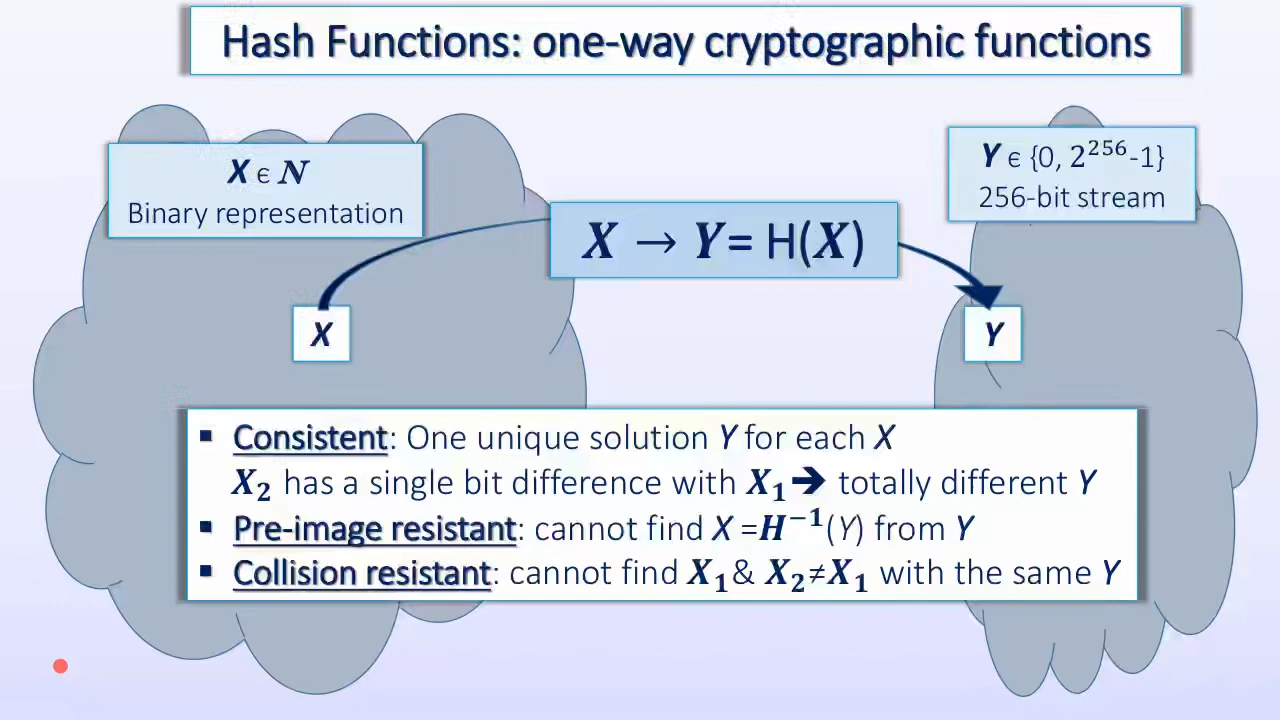 Hash Functions: one-way cryptographic functions
X ϵ N
Binary representation
Y ϵ {0, 2²⁵⁶-1}
256-bit stream
X → Y= H(X)
X
Y
▪ Consistent: One unique solution Y for each X
X₂ has a single bit difference with X₁➔ totally different Y
▪ Pre-image resistant: cannot find X =H⁻¹(Y) from Y
▪ Collision resistant: cannot find X₁& X₂≠X₁ with the same Y